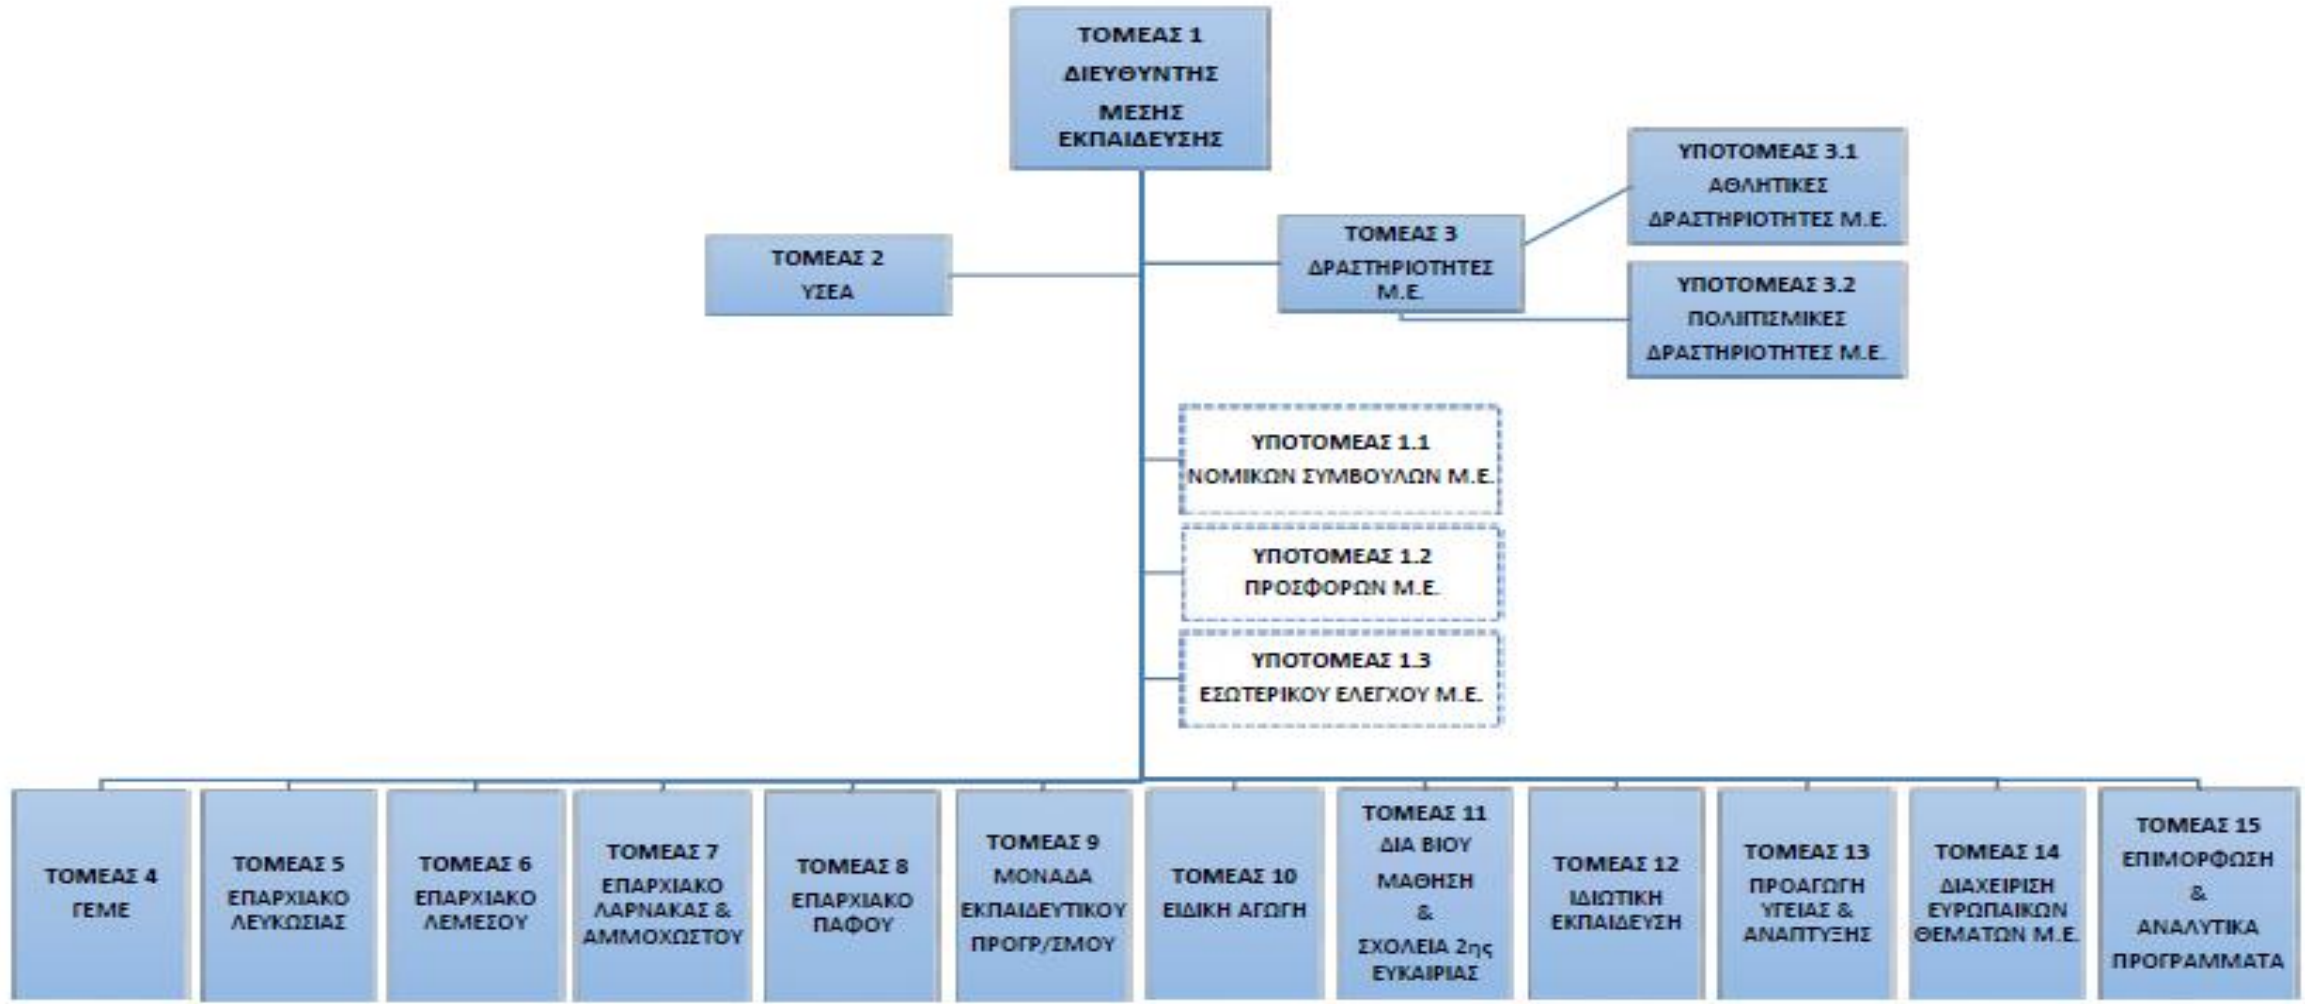 ΤΟΜΕΑΣ 1
ΔΙΕΥΘΥΝΤΗΣ
ΜΕΣΗΣ
ΕΚΠΑΙΔΕΥΣΗΣ
ΥΠΟΤΟΜΕΑΣ 3.1
ΑΘΛΗΤΙΚΕΣ
ΔΡΑΣΤΗΡΙΟΤΗΤΕΣ Μ.Ε.
ΤΟΜΕΑΣ 2
ΥΣΕΑ
ΤΟΜΕΑΣ 3
ΔΡΑΣΤΗΡΙΟΤΗΤΕΣ
Μ.Ε.
ΥΠΟΤΟΜΕΑΣ 3.2
ΠΟΛΙΤΙΣΜΙΚΕΣ
ΔΡΑΣΤΗΡΙΟΤΗΤΕΣ Μ.Ε.
ΥΠΟΤΟΜΕΑΣ 1.1
ΝΟΜΙΚΩΝ ΣΥΜΒΟΥΛΩΝ Μ.Ε.
ΥΠΟΤΟΜΕΑΣ 1.2
ΠΡΟΣΦΟΡΩΝ Μ.Ε.
ΥΠΟΤΟΜΕΑΣ 1.3
ΕΣΩΤΕΡΙΚΟΥ ΕΛΕΓΧΟΥ Μ.Ε.
ΤΟΜΕΑΣ 4
ΓΕΜΕ
ΤΟΜΕΑΣ 5
ΕΠΑΡΧΙΑΚΟ
ΛΕΥΚΩΣΙΑΣ
ΤΟΜΕΑΣ 6
ΕΠΑΡΧΙΑΚΟ
ΛΕΜΕΣΟΥ
ΤΟΜΕΑΣ 7
ΕΠΑΡΧΙΑΚΟ
ΛΑΡΝΑΚΑΣ &
ΑΜΜΟΧΩΣΤΟΥ
ΤΟΜΕΑΣ 8
ΕΠΑΡΧΙΑΚΟ
ΠΑΦΟΥ
ΤΟΜΕΑΣ 9
ΜΟΝΑΔΑ
ΕΚΠΑΙΔΕΥΤΙΚΟΥ
ΠΡΟΓΡ/ΣΜΟΥ
ΤΟΜΕΑΣ 10
ΕΙΔΙΚΗ ΑΓΩΓΗ
ΤΟΜΕΑΣ 11
ΔΙΑ ΒΙΟΥ
ΜΑΘΗΣΗ
&
ΣΧΟΛΕΙΑ 2ης
ΕΥΚΑΙΡΙΑΣ
ΤΟΜΕΑΣ 12
ΙΔΙΩΤΙΚΗ
ΕΚΠΑΙΔΕΥΣΗ
ΤΟΜΕΑΣ 13
ΠΡΟΑΓΩΓΗ
ΥΓΕΙΑΣ &
ΑΝΑΠΤΥΞΗΣ
ΤΟΜΕΑΣ 14
ΔΙΑΧΕΙΡΙΣΗ
ΕΥΡΩΠΑΙΚΩΝ
ΘΕΜΑΤΩΝ Μ.Ε.
ΤΟΜΕΑΣ 15
ΕΠΙΜΟΡΦΩΣΗ
&
ΑΝΑΛΥΤΙΚΑ
ΠΡΟΓΡΑΜΜΑΤΑ